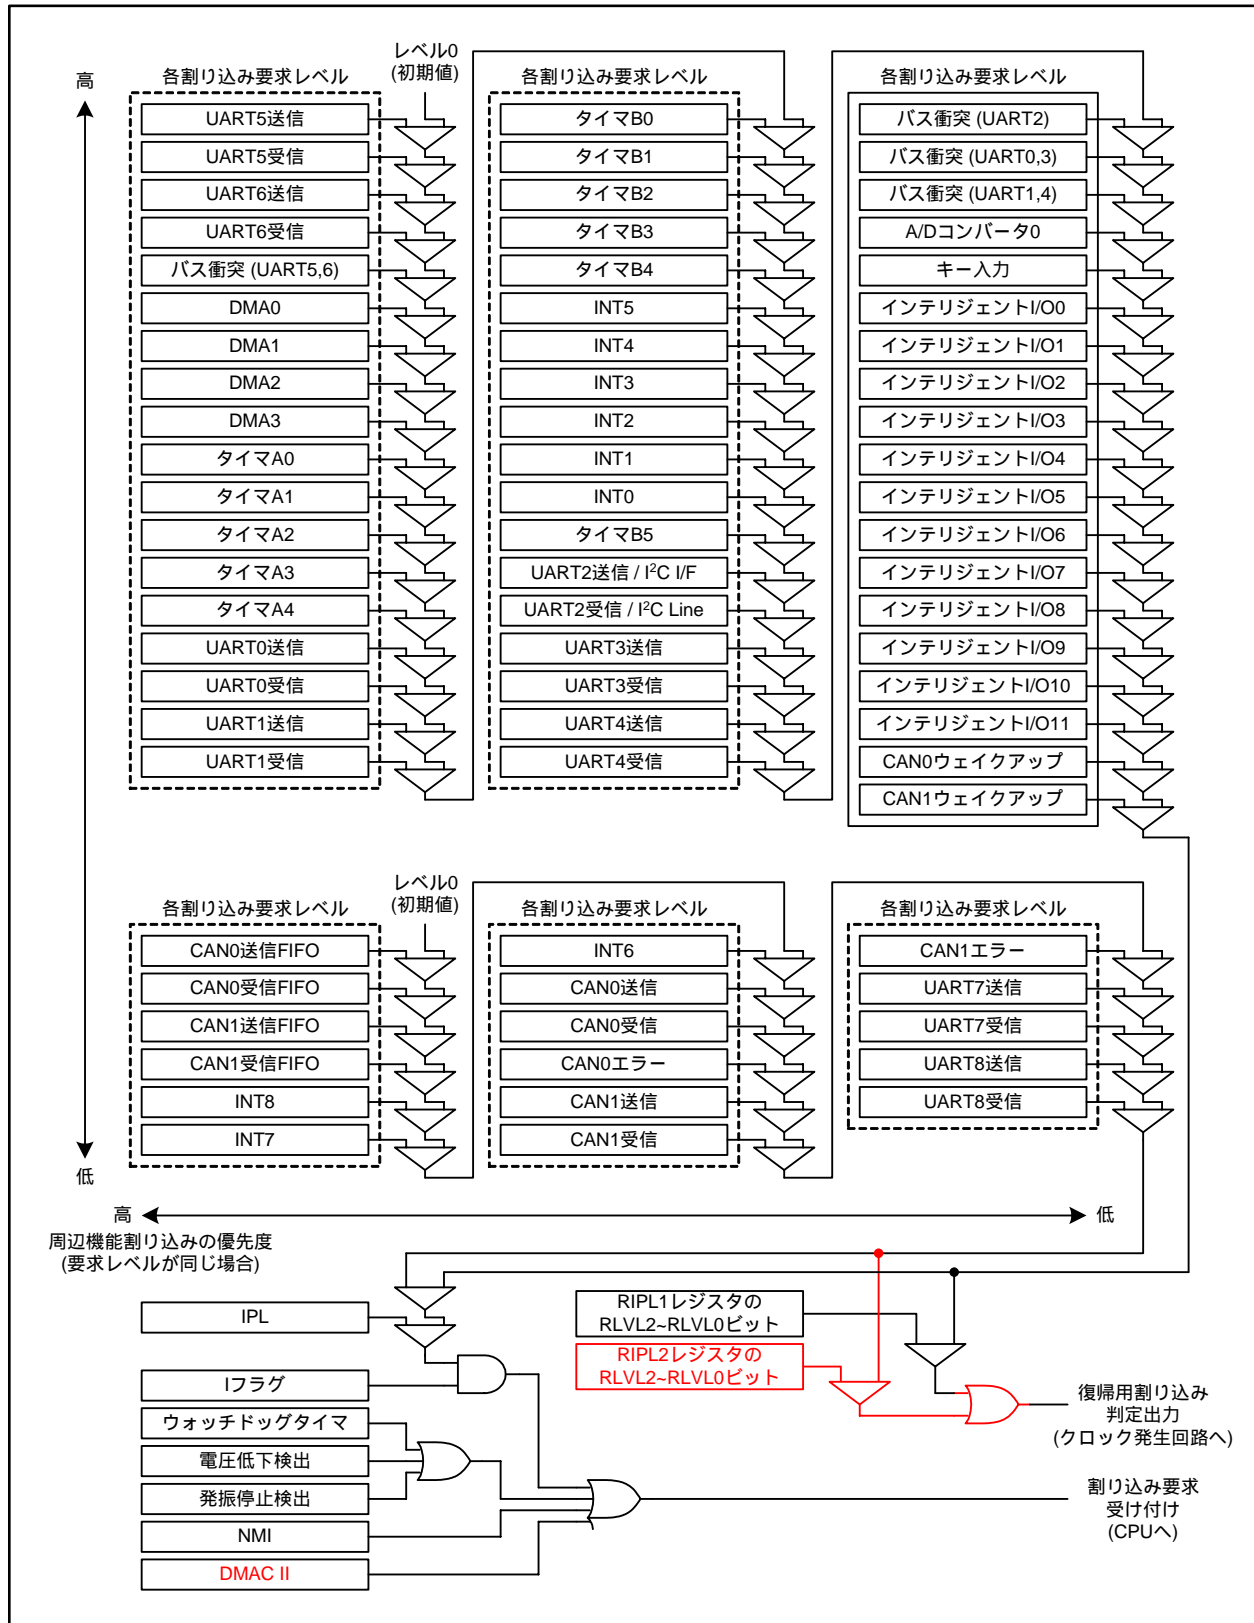 高
各割り込み要求レベル
レベル0
(初期値)
UART5送信
UART5受信
UART6送信
UART6受信
バス衝突 (UART5,6)
DMA0
DMA1
DMA2
DMA3
タイマA0
タイマA1
タイマA2
タイマA3
タイマA4
UART0送信
UART0受信
UART1送信
UART1受信
各割り込み要求レベル
タイマB0
タイマB1
タイマB2
タイマB3
タイマB4
INT5
INT4
INT3
INT2
INT1
INT0
タイマB5
UART2送信 / I²C I/F
UART2受信 / I²C Line
UART3送信
UART3受信
UART4送信
UART4受信
各割り込み要求レベル
バス衝突 (UART2)
バス衝突 (UART0,3)
バス衝突 (UART1,4)
A/Dコンバータ0
キー入力
インテリジェントI/O0
インテリジェントI/O1
インテリジェントI/O2
インテリジェントI/O3
インテリジェントI/O4
インテリジェントI/O5
インテリジェントI/O6
インテリジェントI/O7
インテリジェントI/O8
インテリジェントI/O9
インテリジェントI/O10
インテリジェントI/O11
CAN0ウェイクアップ
CAN1ウェイクアップ
各割り込み要求レベル
レベル0
(初期値)
CAN0送信FIFO
CAN0受信FIFO
CAN1送信FIFO
CAN1受信FIFO
INT8
INT7
各割り込み要求レベル
INT6
CAN0送信
CAN0受信
CAN0エラー
CAN1送信
CAN1受信
各割り込み要求レベル
CAN1エラー
UART7送信
UART7受信
UART8送信
UART8受信
低
高
低
周辺機能割り込みの優先度
(要求レベルが同じ場合)
IPL
Iフラグ
ウォッチドッグタイマ
電圧低下検出
発振停止検出
NMI
DMAC II
RIPL1レジスタの
RLVL2~RLVL0ビット
RIPL2レジスタの
RLVL2~RLVL0ビット
復帰用割り込み
判定出力
(クロック発生回路へ)
割り込み要求
受け付け
(CPUへ)